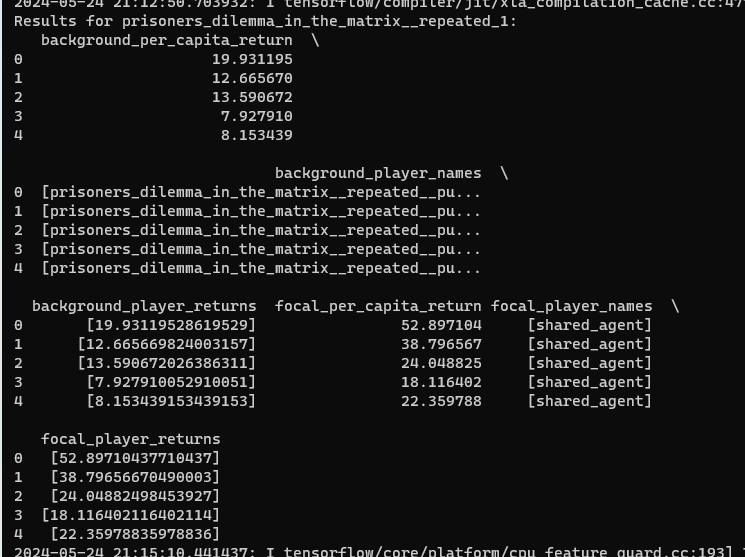 2024-05-24 21:12:50.703932: I tensorflow/compiler/jit/xla_compilation_cache.cc:47
Results for prisoners_dilemma_in_the_matrix__repeated_1:
   background_per_capita_return  \
0                     19.931195
1                     12.665670
2                     13.590672
3                      7.927910
4                      8.153439
                             background_player_names  \
0  [prisoners_dilemma_in_the_matrix__repeated__pu...
1  [prisoners_dilemma_in_the_matrix__repeated__pu...
2  [prisoners_dilemma_in_the_matrix__repeated__pu...
3  [prisoners_dilemma_in_the_matrix__repeated__pu...
4  [prisoners_dilemma_in_the_matrix__repeated__pu...
  background_player_returns  focal_per_capita_return focal_player_names  \
0       [19.93119528619529]                52.897104     [shared_agent]
1      [12.665669824003157]                38.796567     [shared_agent]
2      [13.590672026386311]                24.048825     [shared_agent]
3       [7.927910052910051]                18.116402     [shared_agent]
4       [8.153439153439153]                22.359788     [shared_agent]
   focal_player_returns
0   [52.89710437710437]
1   [38.79656670490003]
2   [24.04882498453927]
3  [18.116402116402114]
4   [22.35978835978836]
2024-05-24 21:15:10.441437: I tensorflow/core/platform/cpu_feature_guard.cc:193]